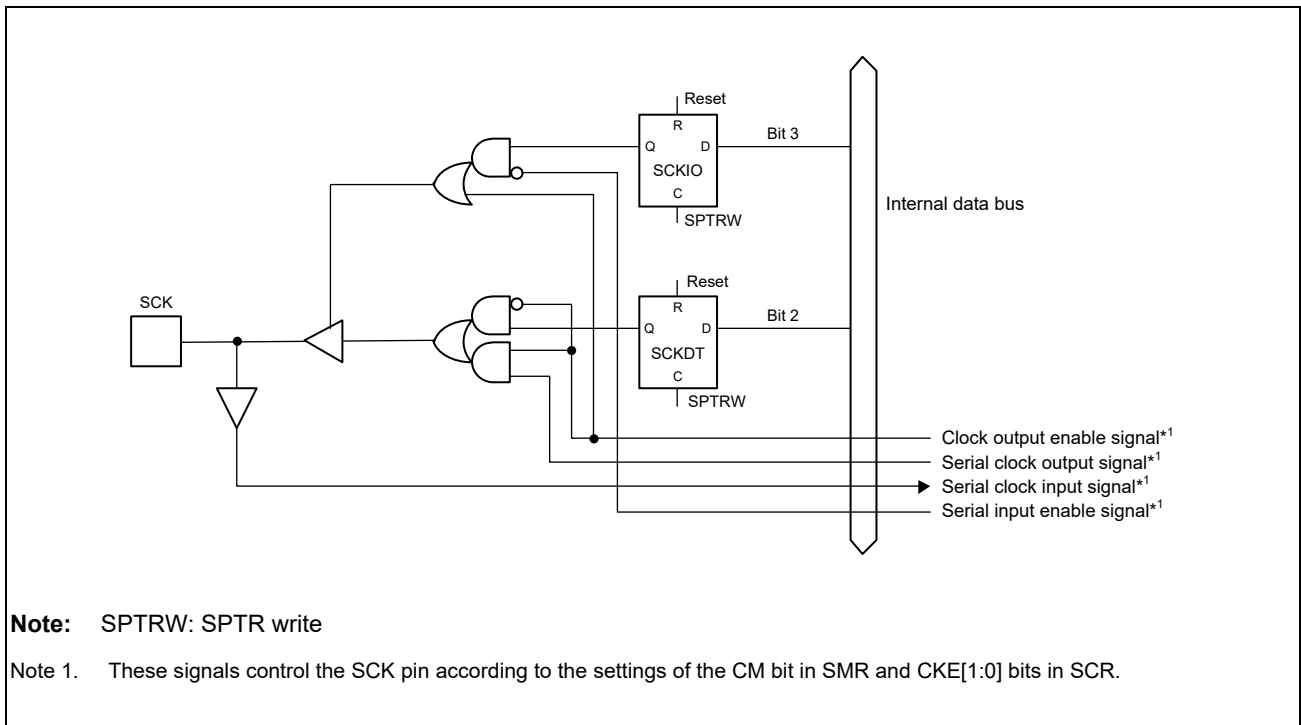 Reset
R
Bit 3
Q
D
SCKIO
C
SPTRW
Internal data bus
Reset
SCK
R
Bit 2
Q
D
SCKDT
C
SPTRW
Clock output enable signal*1
Serial clock output signal*1
Serial clock input signal*1
Serial input enable signal*1
Note: SPTRW: SPTR write
Note 1. These signals control the SCK pin according to the settings of the CM bit in SMR and CKE[1:0] bits in SCR.